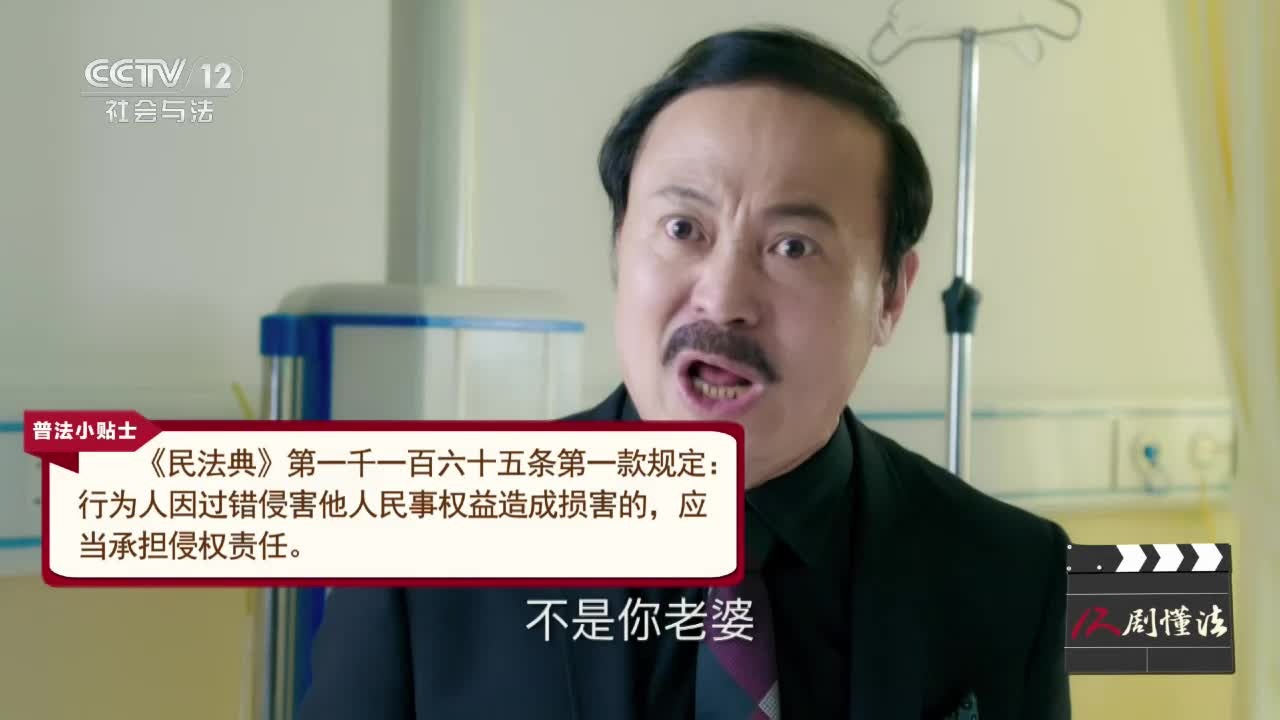 CCTV 12
社会与法
普法小贴士
《民法典》第一千一百六十五条第一款规定：
行为人因过错侵害他人民事权益造成损害的，应
当承担侵权责任。
不是你老婆
仅剧懂法